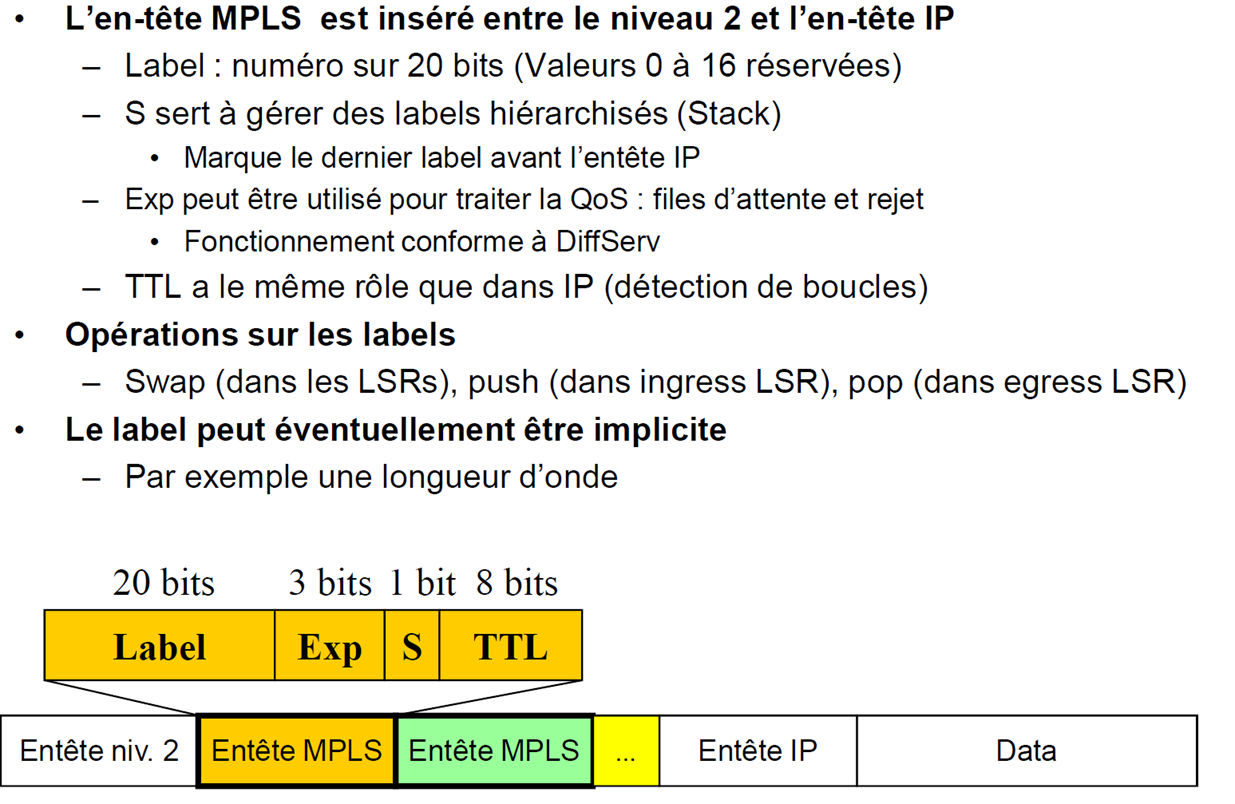 • L'en-tête MPLS est inséré entre le niveau 2 et l'en-tête IP
– Label : numéro sur 20 bits (Valeurs 0 à 16 réservées)
– S sert à gérer des labels hiérarchisés (Stack)
• Marque le dernier label avant l'entête IP
– Exp peut être utilisé pour traiter la QoS : files d'attente et rejet
• Fonctionnement conforme à DiffServ
– TTL a le même rôle que dans IP (détection de boucles)
• Opérations sur les labels
– Swap (dans les LSRs), push (dans ingress LSR), pop (dans egress LSR)
• Le label peut éventuellement être implicite
– Par exemple une longueur d'onde
20 bits 3 bits 1 bit 8 bits
Label Exp S TTL
Entête niv. 2 Entête MPLS Entête MPLS ... Entête IP Data